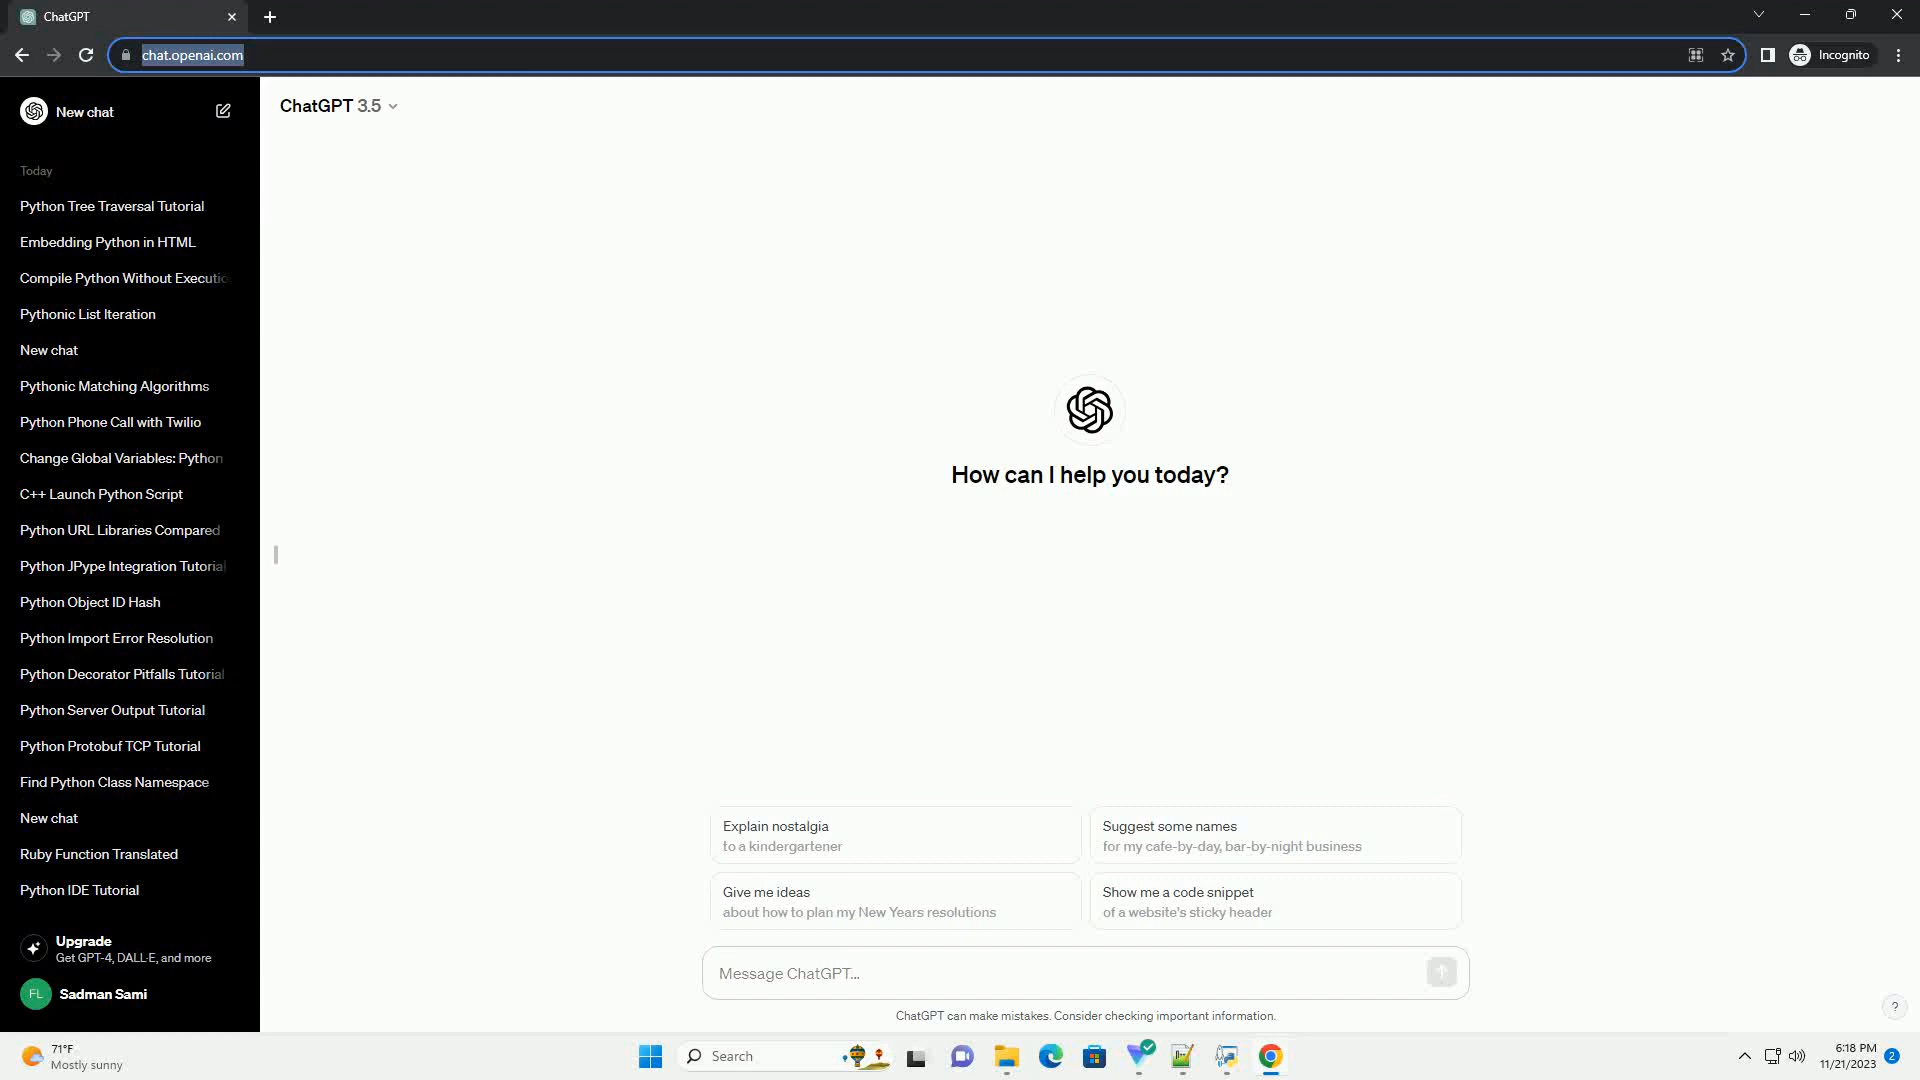 ChatGPT
chat.openai.com
Incognito
New chat
ChatGPT 3.5
Today
Python Tree Traversal Tutorial
Embedding Python in HTML
Compile Python Without Executio
Pythonic List Iteration
New chat
Pythonic Matching Algorithms
Python Phone Call with Twilio
Change Global Variables: Python
C++ Launch Python Script
Python URL Libraries Compared
Python JPype Integration Tutorial
Python Object ID Hash
Python Import Error Resolution
Python Decorator Pitfalls Tutorial
Python Server Output Tutorial
Python Protobuf TCP Tutorial
Find Python Class Namespace
New chat
Ruby Function Translated
Python IDE Tutorial
Upgrade
Get GPT-4, DALL·E, and more
FL Sadman Sami
How can I help you today?
Explain nostalgia
to a kindergartener
Suggest some names
for my cafe-by-day, bar-by-night business
Give me ideas
about how to plan my New Years resolutions
Show me a code snippet
of a website's sticky header
Message ChatGPT...
ChatGPT can make mistakes. Consider checking important information.
?
71°F
Mostly sunny
Search
6:18 PM
11/21/2023
2